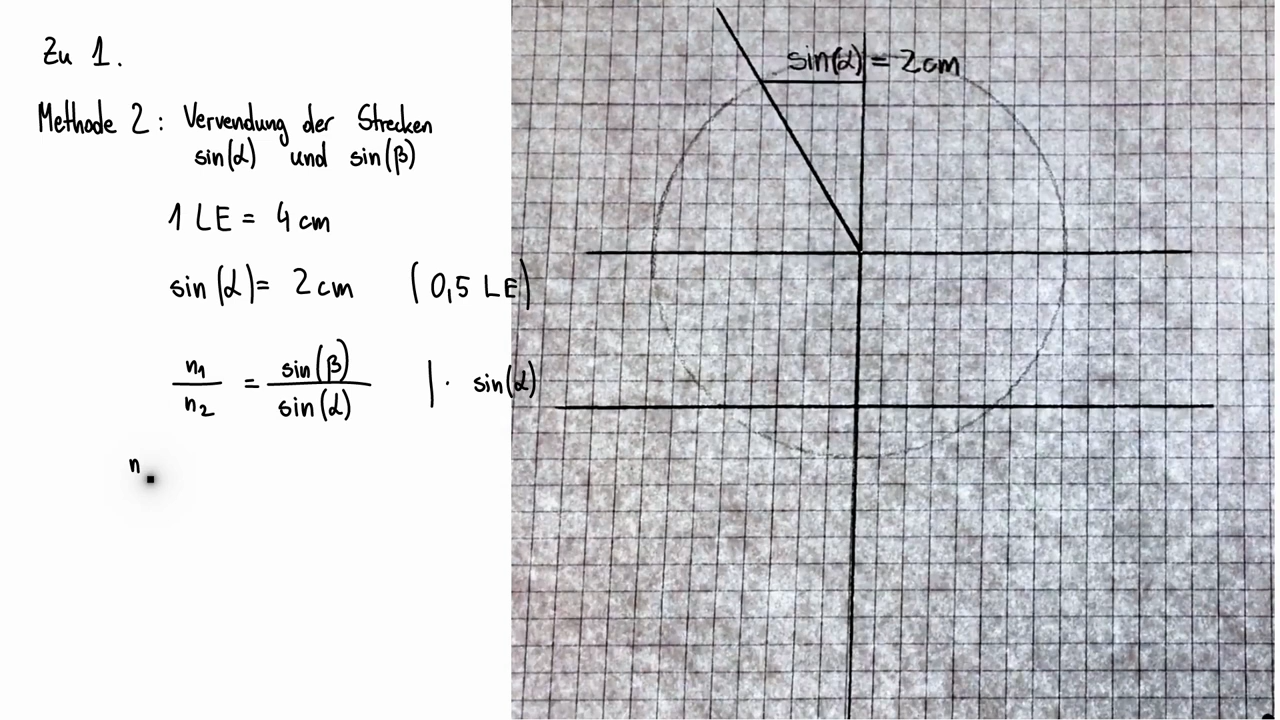 Zu 1.
Methode 2: Vervendung der Strecken
sin(α) und sin(β)
1 LE = 4 cm
sin(α) = 2 cm (0,5 LE)
n₁/n₂ = sin(β)/sin(α) | · sin(α)
n
sin(α) = 2cm